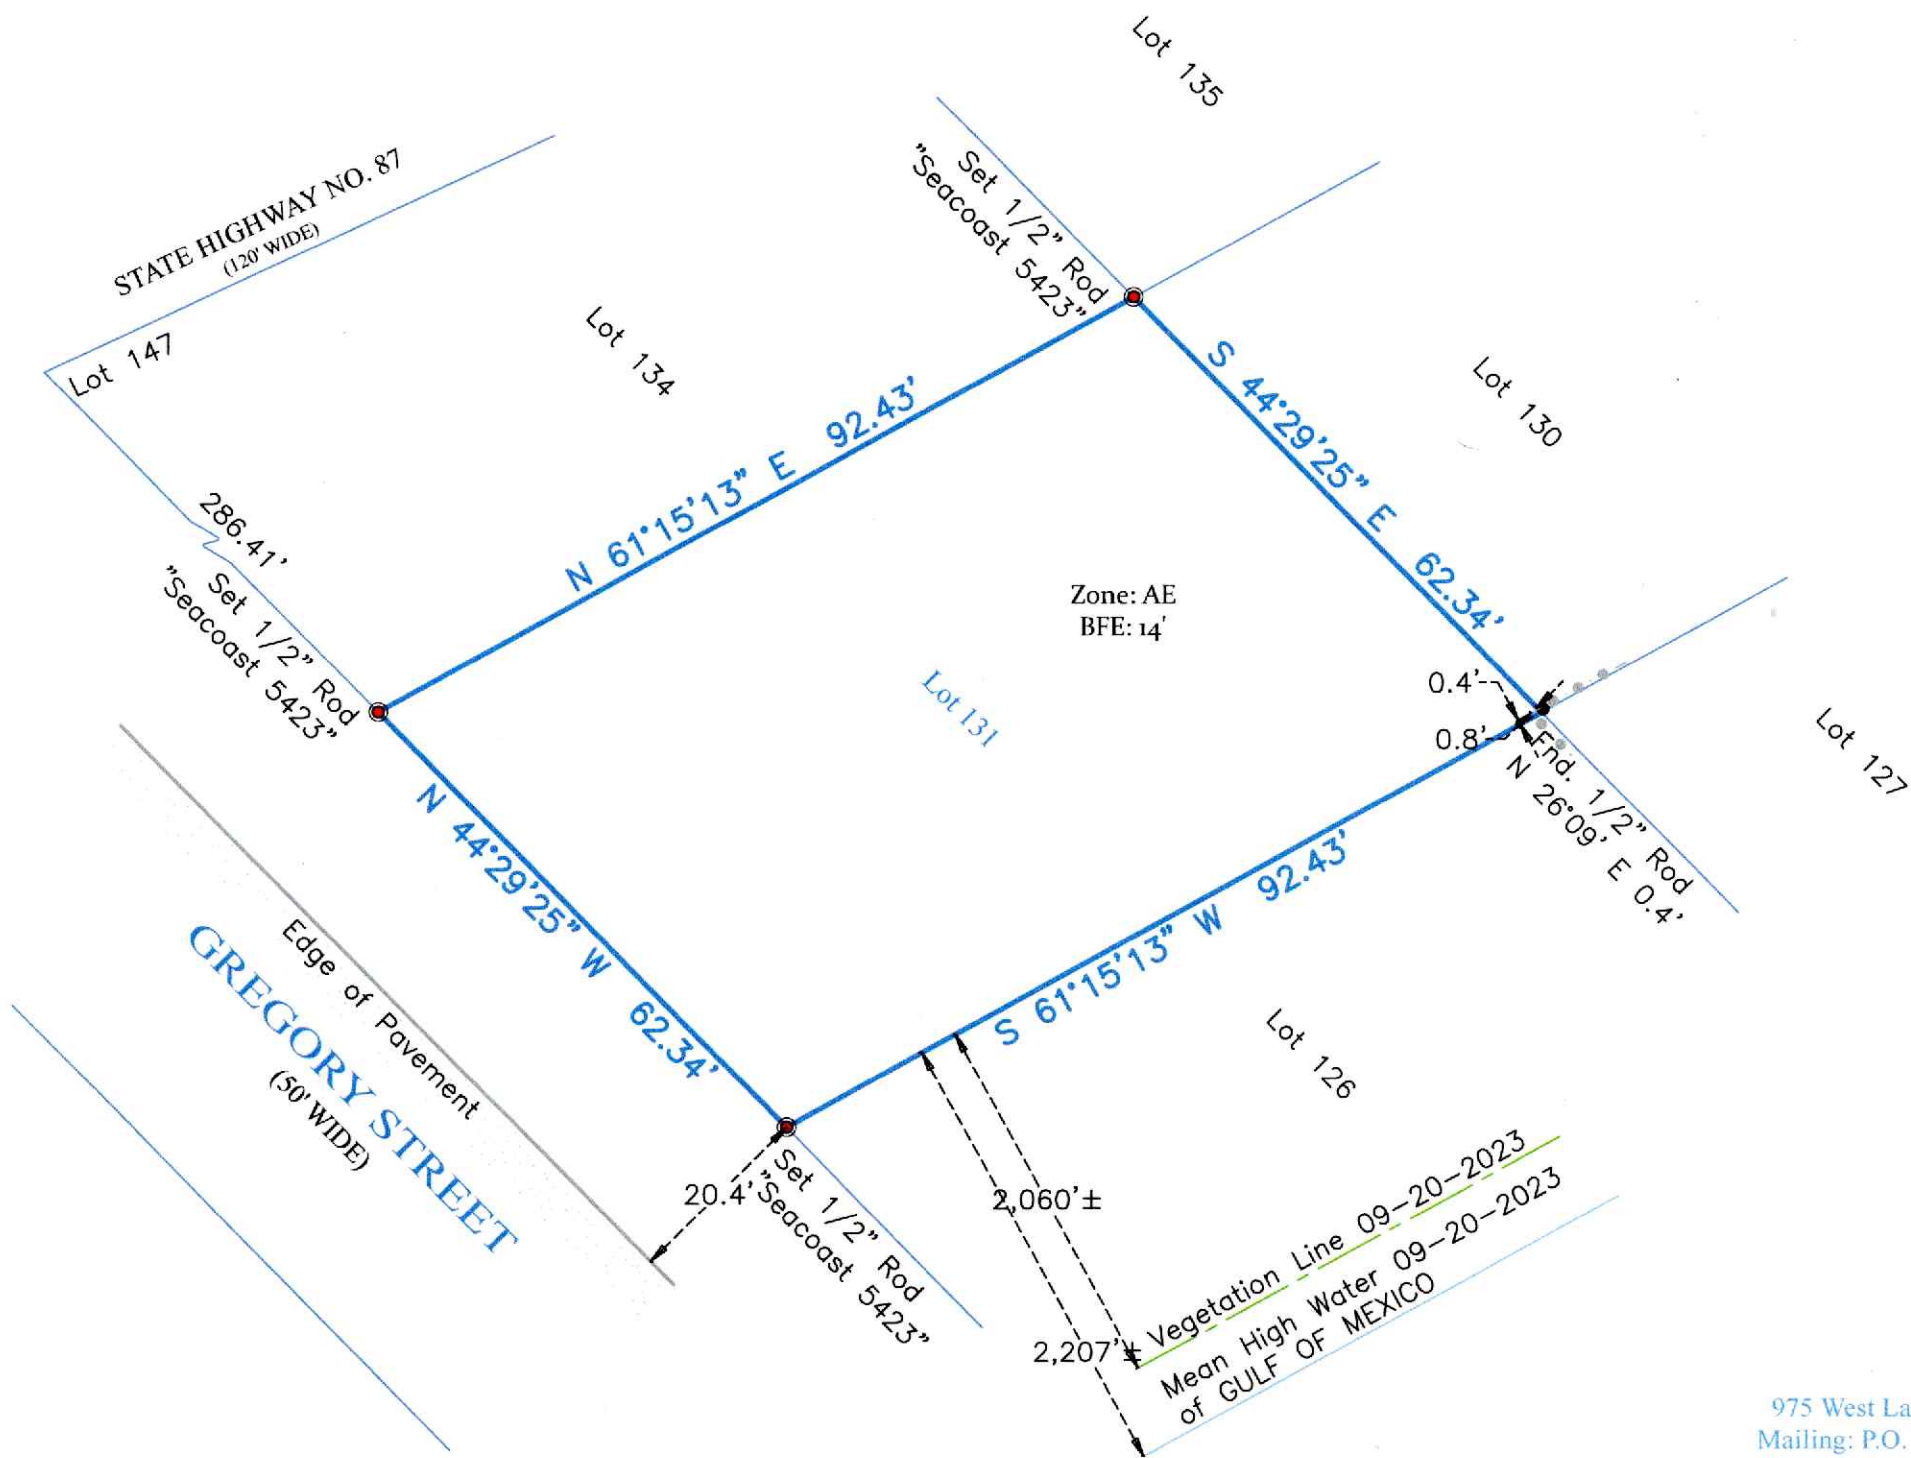 Lot 135
STATE HIGHWAY NO. 87
(120' WIDE)
Set 1/2" Rod
"Seacoast 5423"
Lot 147
Lot 134
Lot 130
S 44°29'25" E 62.34'
N 61°15'13" E 92.43'
286.41'
Set 1/2" Rod
"Seacoast 5423"
Zone: AE
BFE: 14'
Lot 131
0.4'
0.8'
Fnd. 1/2" Rod
N 26°09' E 0.4'
Lot 127
N 44°29'25" W 62.34'
S 61°15'13" W 92.43'
Edge of Pavement
GREGORY STREET
(50' WIDE)
Lot 126
20.4'
Set 1/2" Rod
"Seacoast 5423"
2,060'±
2,207'±
Vegetation Line 09-20-2023
Mean High Water 09-20-2023
of GULF OF MEXICO
975 West La
Mailing: P.O.